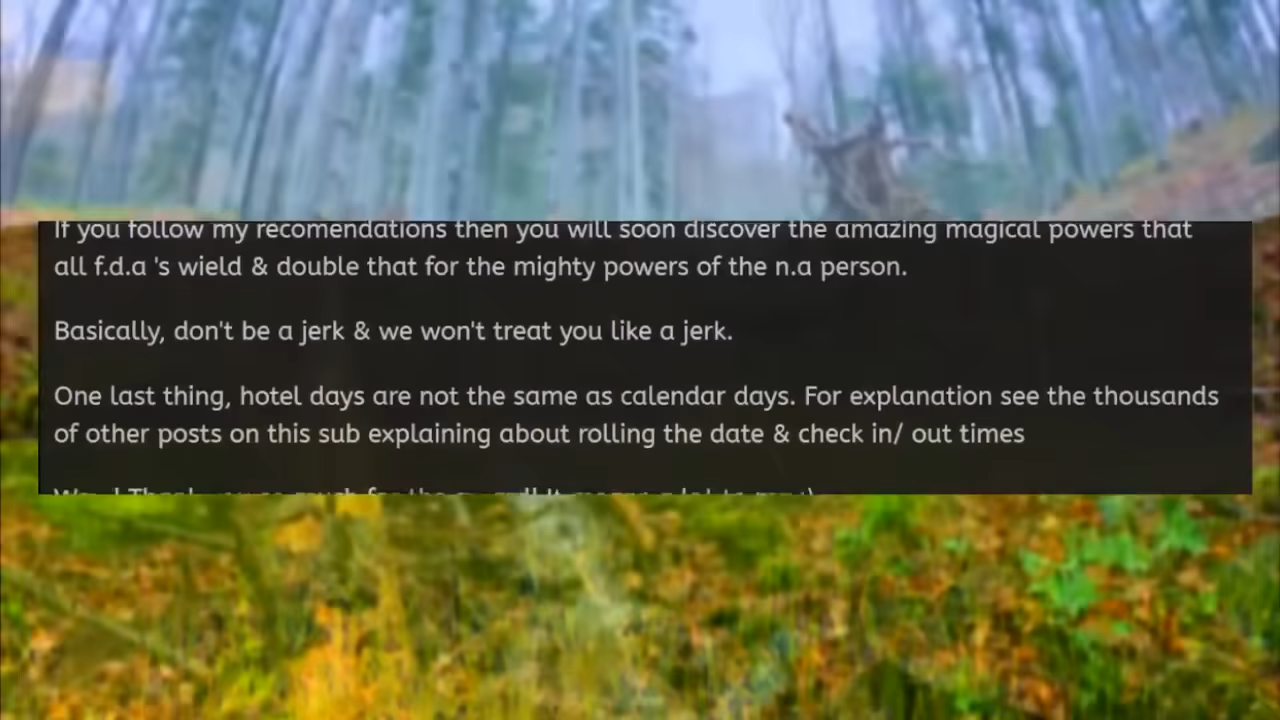 If you follow my recomendations then you will soon discover the amazing magical powers that
all f.d.a 's wield & double that for the mighty powers of the n.a person.
Basically, don't be a jerk & we won't treat you like a jerk.
One last thing, hotel days are not the same as calendar days. For explanation see the thousands
of other posts on this sub explaining about rolling the date & check in/ out times